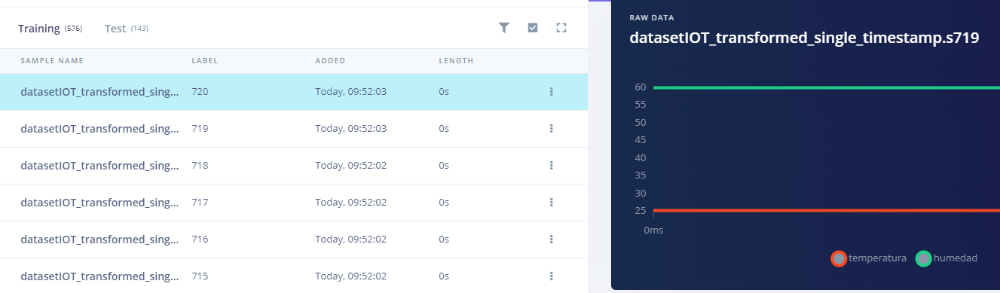 Training (576) Test (143)
SAMPLE NAME LABEL ADDED LENGTH
datasetIOT_transformed_sing... 720 Today, 09:52:03 0s
datasetIOT_transformed_sing... 719 Today, 09:52:03 0s
datasetIOT_transformed_sing... 718 Today, 09:52:02 0s
datasetIOT_transformed_sing... 717 Today, 09:52:02 0s
datasetIOT_transformed_sing... 716 Today, 09:52:02 0s
datasetIOT_transformed_sing... 715 Today, 09:52:02 0s
RAW DATA
datasetIOT_transformed_single_timestamp.s719
60
55
50
45
40
35
30
25
0ms
temperatura humedad